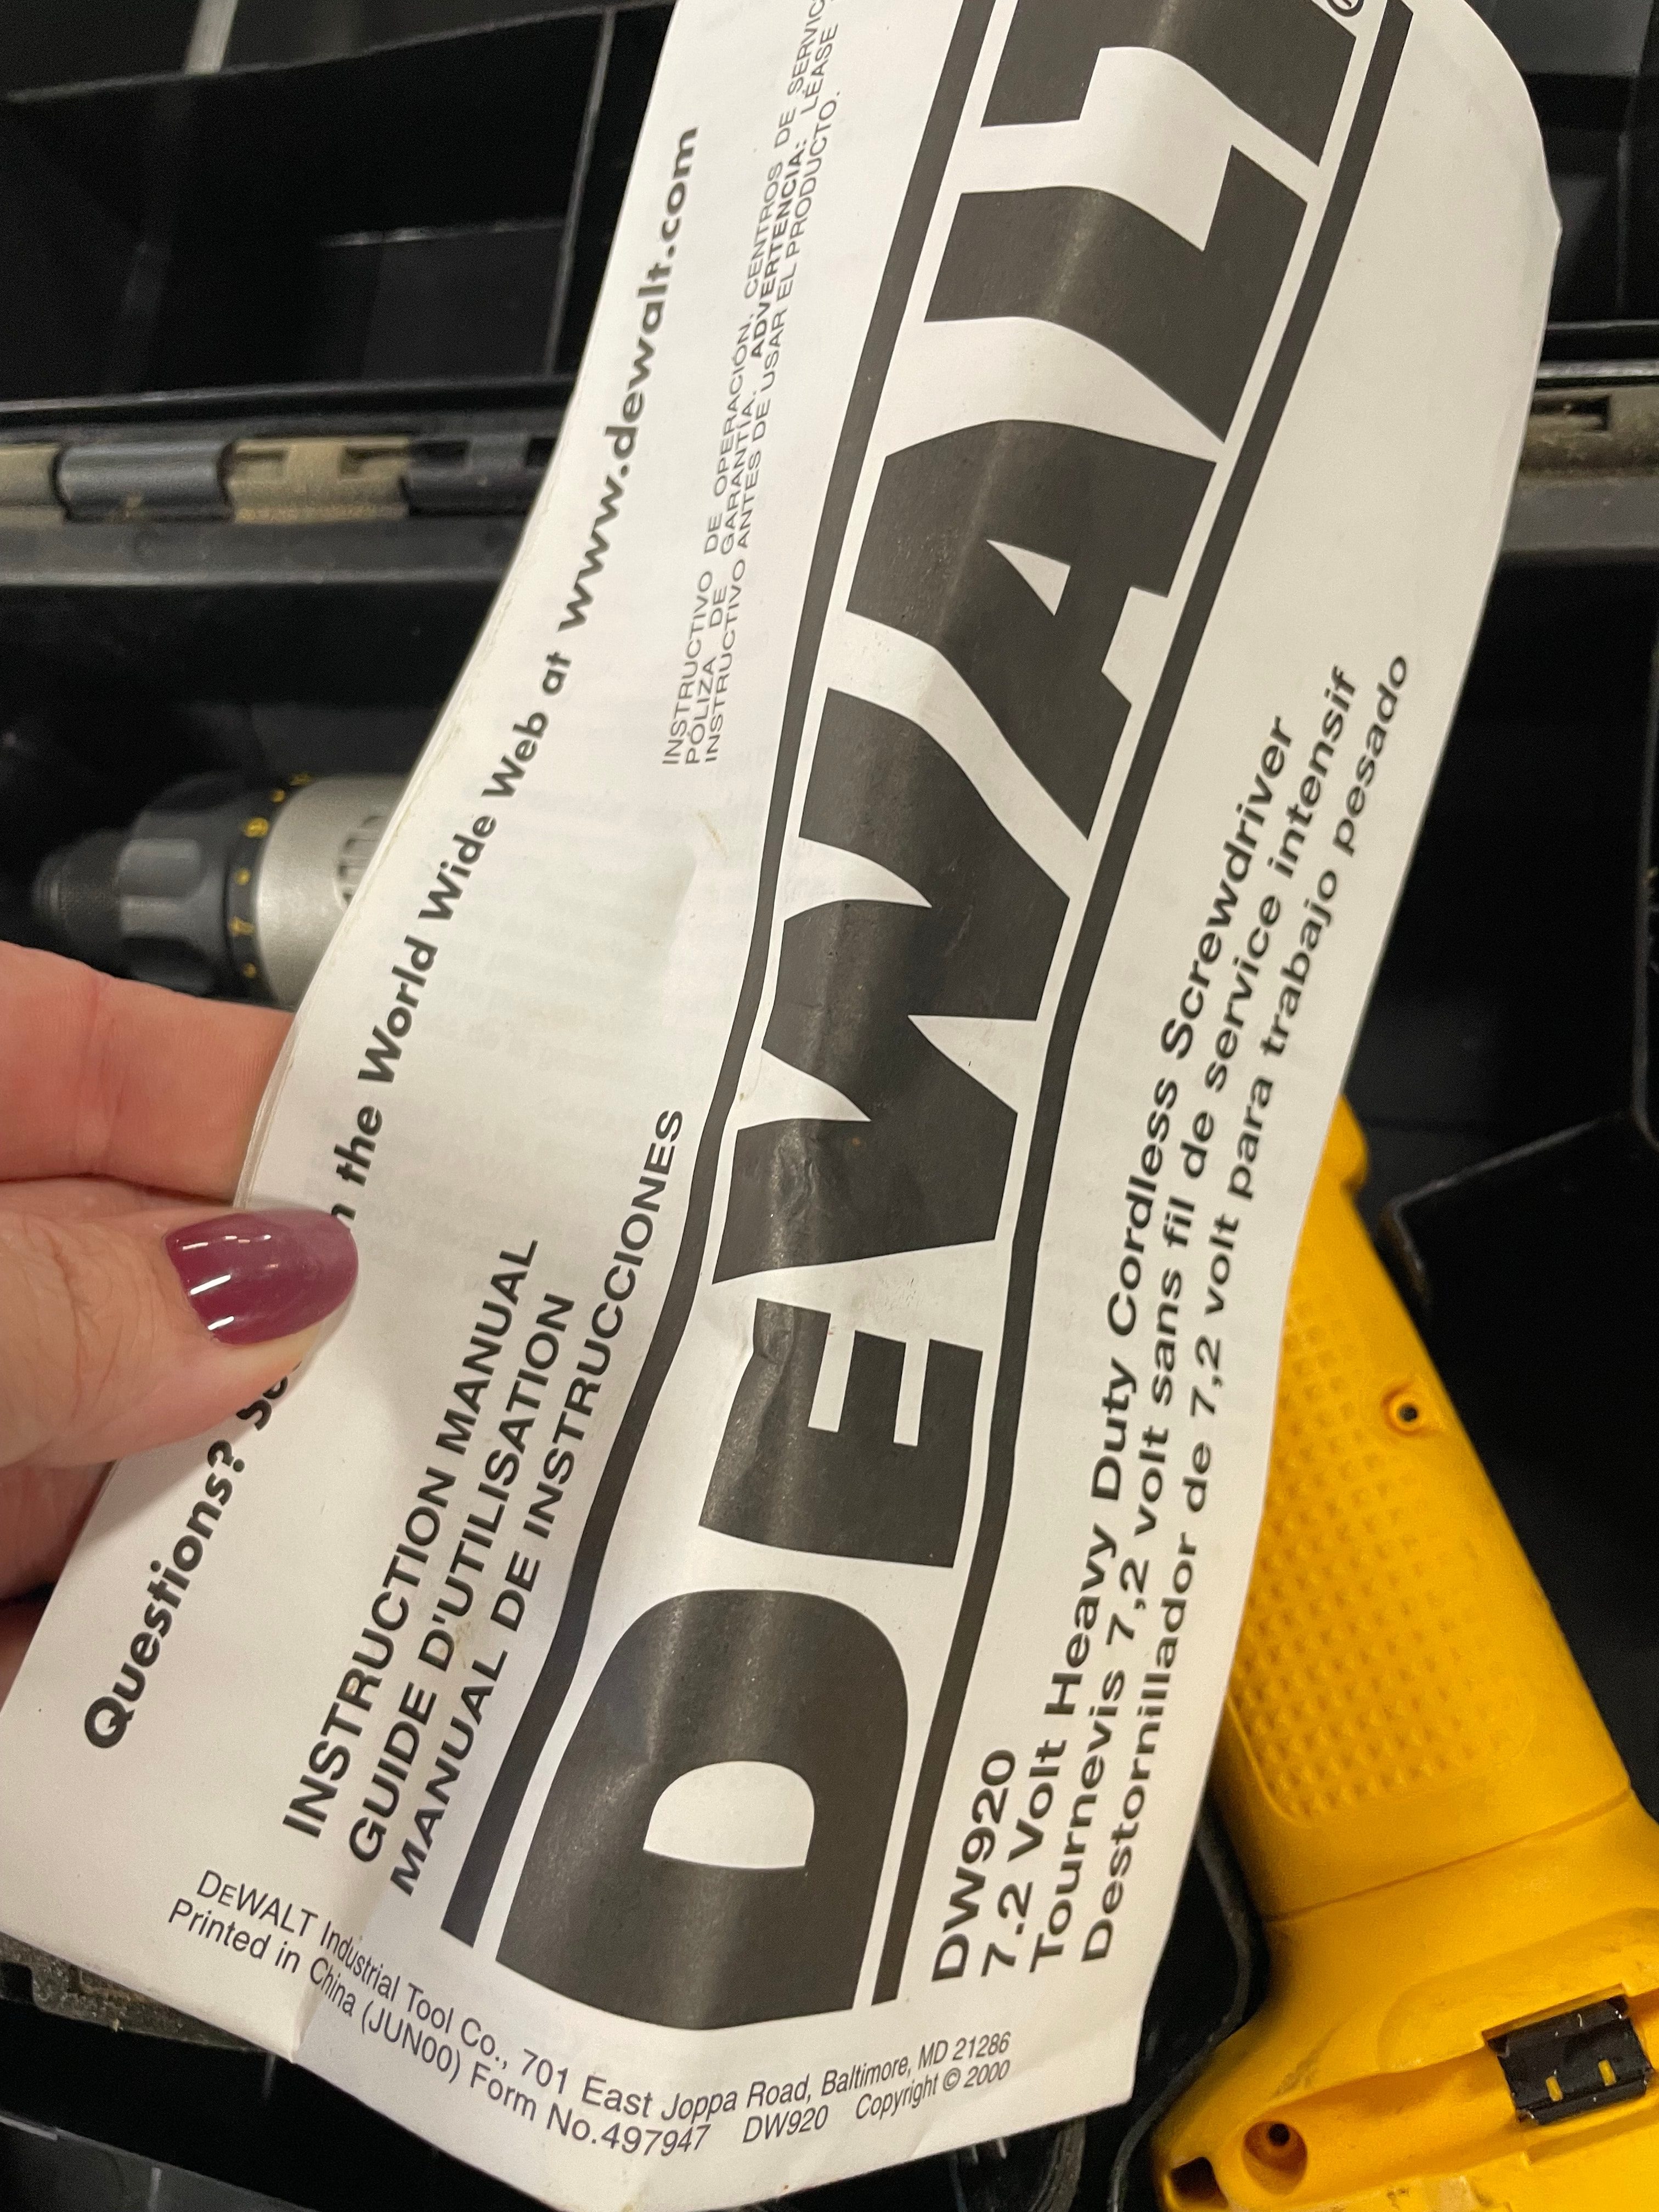 Questions? the World Wide Web at www.dewalt.com
INSTRUCTION MANUAL
GUIDE D'UTILISATION
MANUAL DE INSTRUCCIONES
INSTRUCTIVO DE OPERACIÓN, CENTROS DE
PÓLIZA DE GARANTÍA. ADVERTENCIA: LÉASE
INSTRUCTIVO ANTES DE USAR EL PRODUCTO.
DEWALT®
DW920
7.2 Volt Heavy Duty Cordless Screwdriver
Tournevis 7,2 volt sans fil de service intensif
Destornillador de 7,2 volt para trabajo pesado
DEWALT Industrial Tool Co., 701 East Joppa Road, Baltimore, MD 21286
Printed in China (JUN00) Form No.497947 DW920 Copyright © 2000